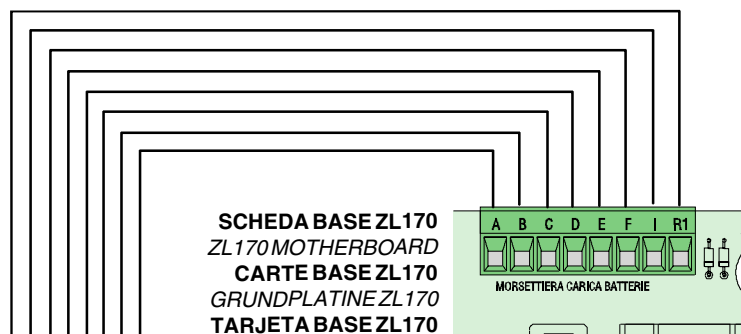 SCHEDA BASE ZL170
ZL170 MOTHERBOARD
CARTE BASE ZL170
GRUNDPLATINE ZL170
TARJETA BASE ZL170
A B C D E F I R1
MORSETTIERA CARICA BATTERIE